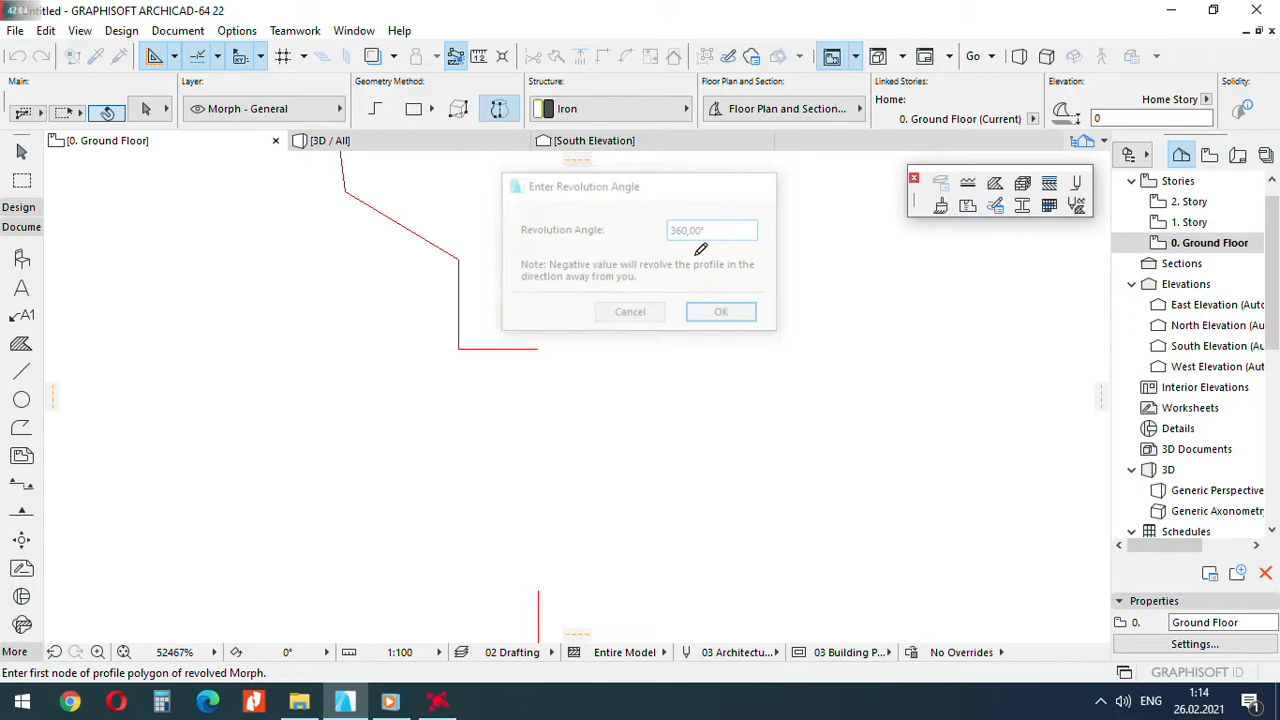 42:04
Untitled - GRAPHISOFT ARCHICAD-64 22
File Edit View Design Document Options Teamwork Window Help
Main:
Layer:
Geometry Method:
Structure:
Floor Plan and Section:
Linked Stories:
Elevation:
Solidity:
Morph - General
Iron
Floor Plan and Section...
Home:
0. Ground Floor (Current)
Home Story
0
[0. Ground Floor]
[3D / All]
[South Elevation]
Design
Docume
A1
More
Enter Revolution Angle
Revolution Angle:
360,00°
Note: Negative value will revolve the profile in the
direction away from you.
Cancel
OK
Stories
2. Story
1. Story
0. Ground Floor
Sections
Elevations
East Elevation (Auto
North Elevation (Au
South Elevation (Au
West Elevation (Aut
Interior Elevations
Worksheets
Details
3D Documents
3D
Generic Perspective
Generic Axonometr
Schedules
Properties
0.
Ground Floor
Settings...
52467%
0°
1:100
02 Drafting
Entire Model
03 Architectu...
03 Building P...
No Overrides
Enter first node of profile polygon of revolved Morph.
GRAPHISOFT ID
ENG
1:14
26.02.2021
1